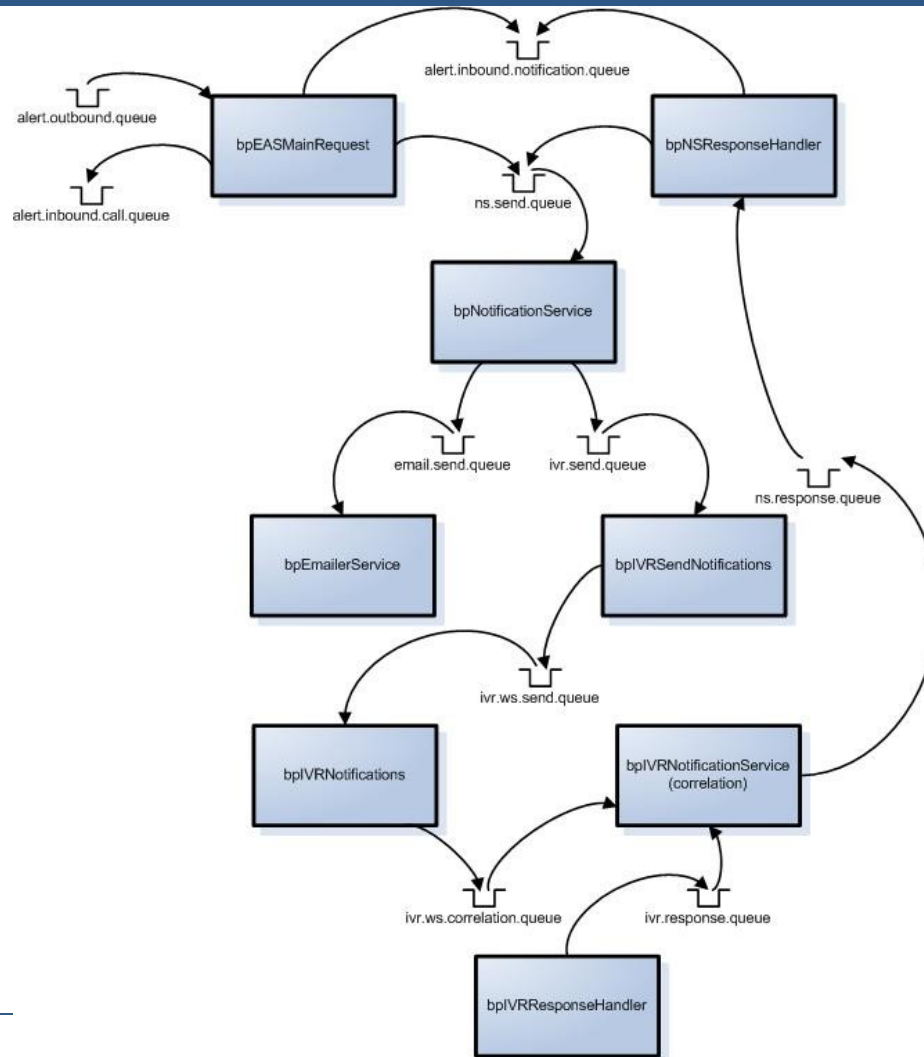 alert.inbound.notification.queue
alert.outbound.queue
bpEASMainRequest
bpNSResponseHandler
alert.inbound.call.queue
ns.send.queue
bpNotificationService
email.send.queue
ivr.send.queue
ns.response.queue
bpEmailerService
bpIVRSendNotifications
ivr.ws.send.queue
bpIVRNotifications
bpIVRNotificationService
(correlation)
ivr.ws.correlation.queue
ivr.response.queue
bpIVRResponseHandler